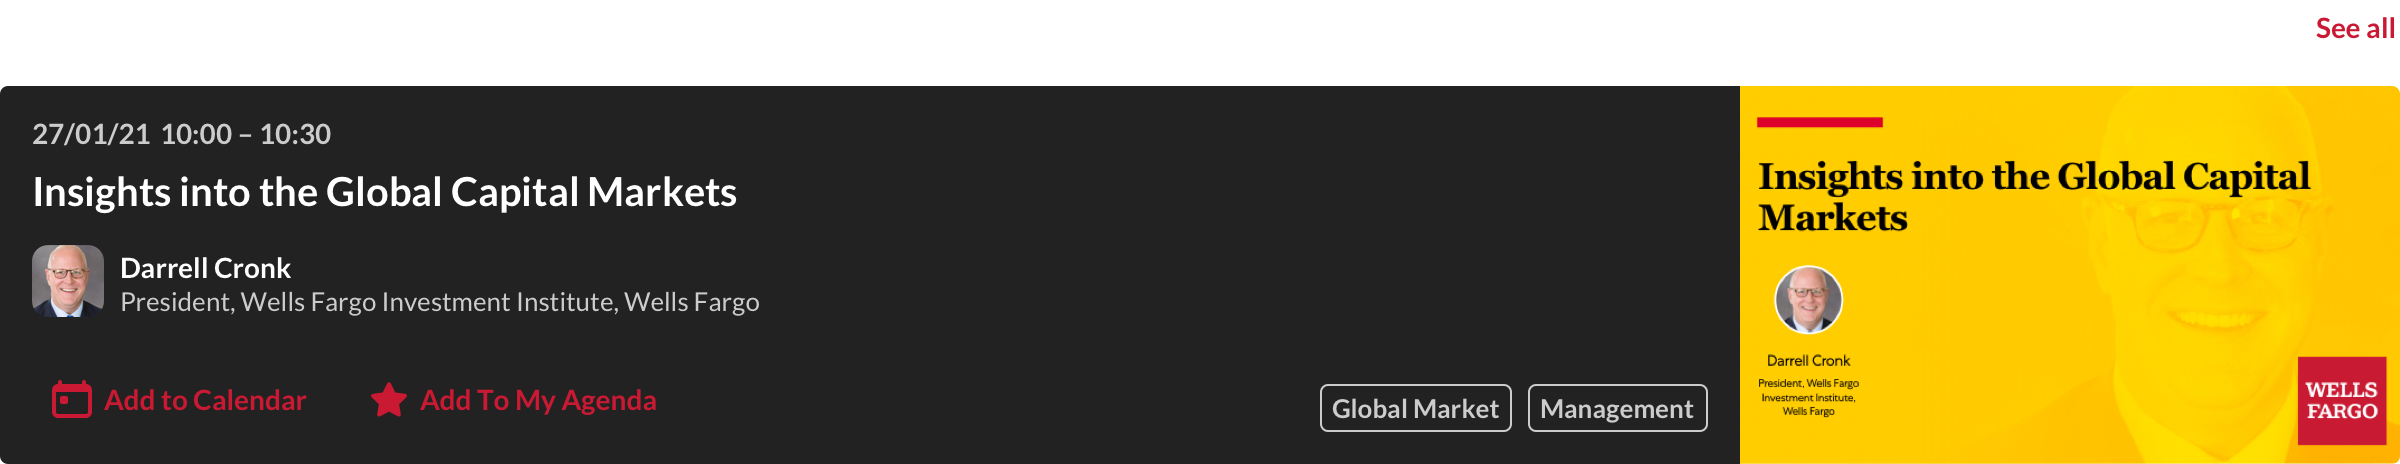 See all
27/01/21 10:00 – 10:30
Insights into the Global Capital Markets
Darrell Cronk
President, Wells Fargo Investment Institute, Wells Fargo
Add to Calendar
Add To My Agenda
Global Market
Management
Insights into the Global Capital
Markets
Darrell Cronk
President, Wells Fargo
Investment Institute,
Wells Fargo
WELLS
FARGO